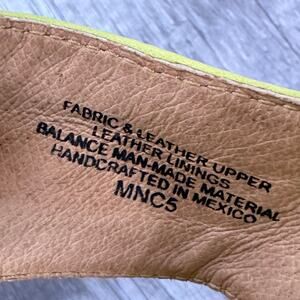 FABRIC & LEATHER UPPER
LEATHER LININGS
BALANCE MAN-MADE MATERIAL
HANDCRAFTED IN MEXICO
MNC5